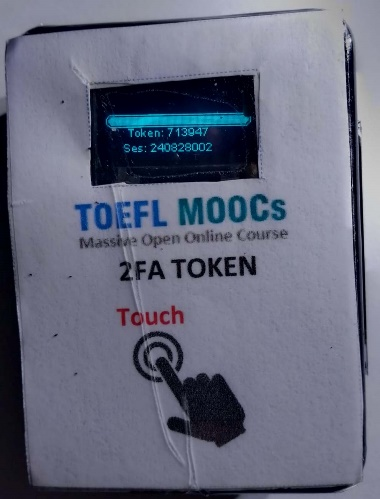 Token: 713947
Ses: 240828002
TOEFL MOOCs
Massive Open Online Course
2FA TOKEN
Touch